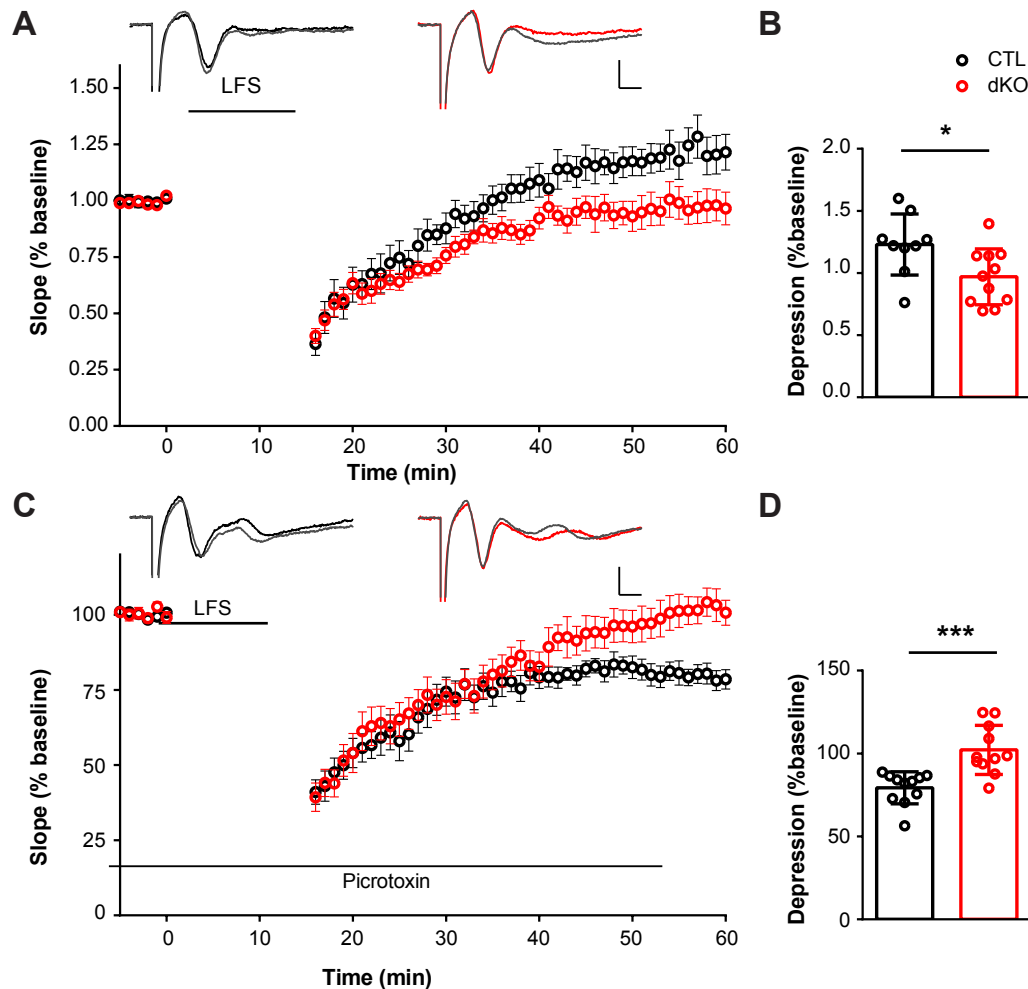 A
LFS
Slope (% baseline)
1.50
1.25
1.00
0.75
0.50
0.25
0.00
0 10 20 30 40 50 60
Time (min)
B
CTL
dKO
*
Depression (%baseline)
2.0
1.5
1.0
0.5
0.0
C
LFS
Slope (% baseline)
100
75
50
25
0
Picrotoxin
0 10 20 30 40 50 60
Time (min)
D
***
Depression (%baseline)
150
100
50
0